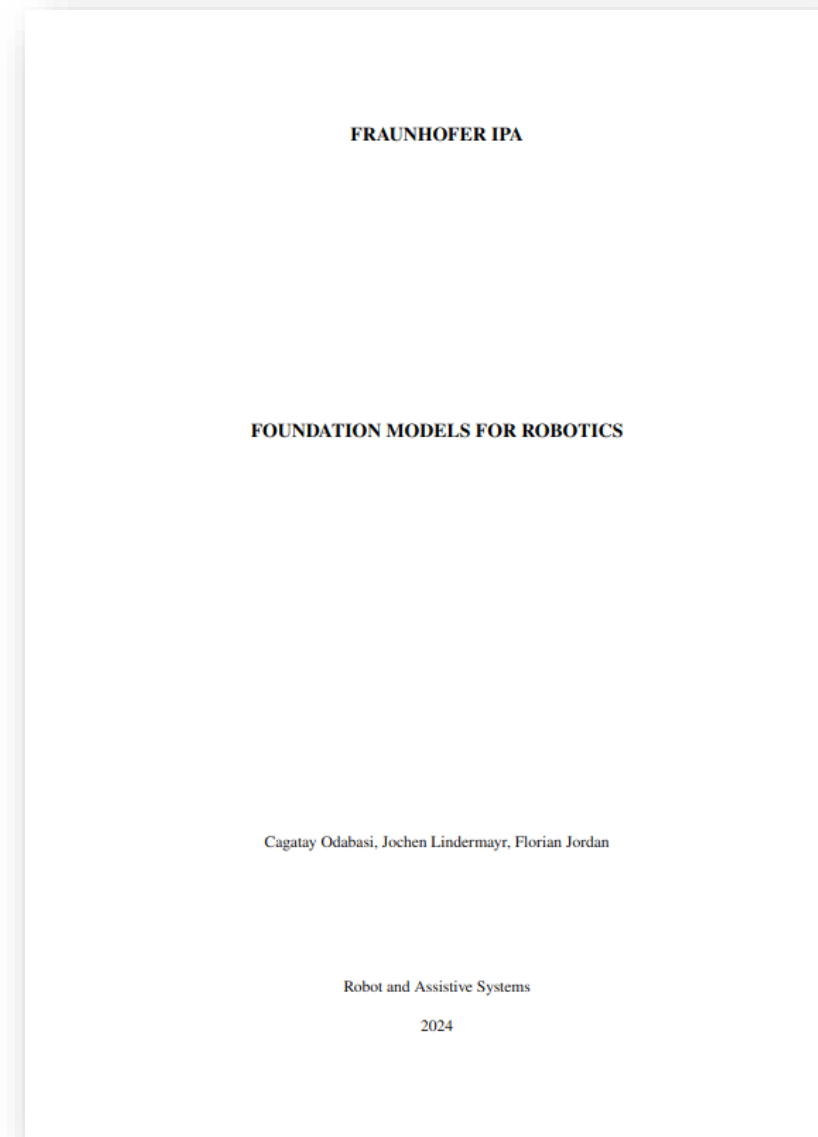 FRAUNHOFER IPA
FOUNDATION MODELS FOR ROBOTICS
Cagatay Odabasi, Jochen Lindermayr, Florian Jordan
Robot and Assistive Systems
2024